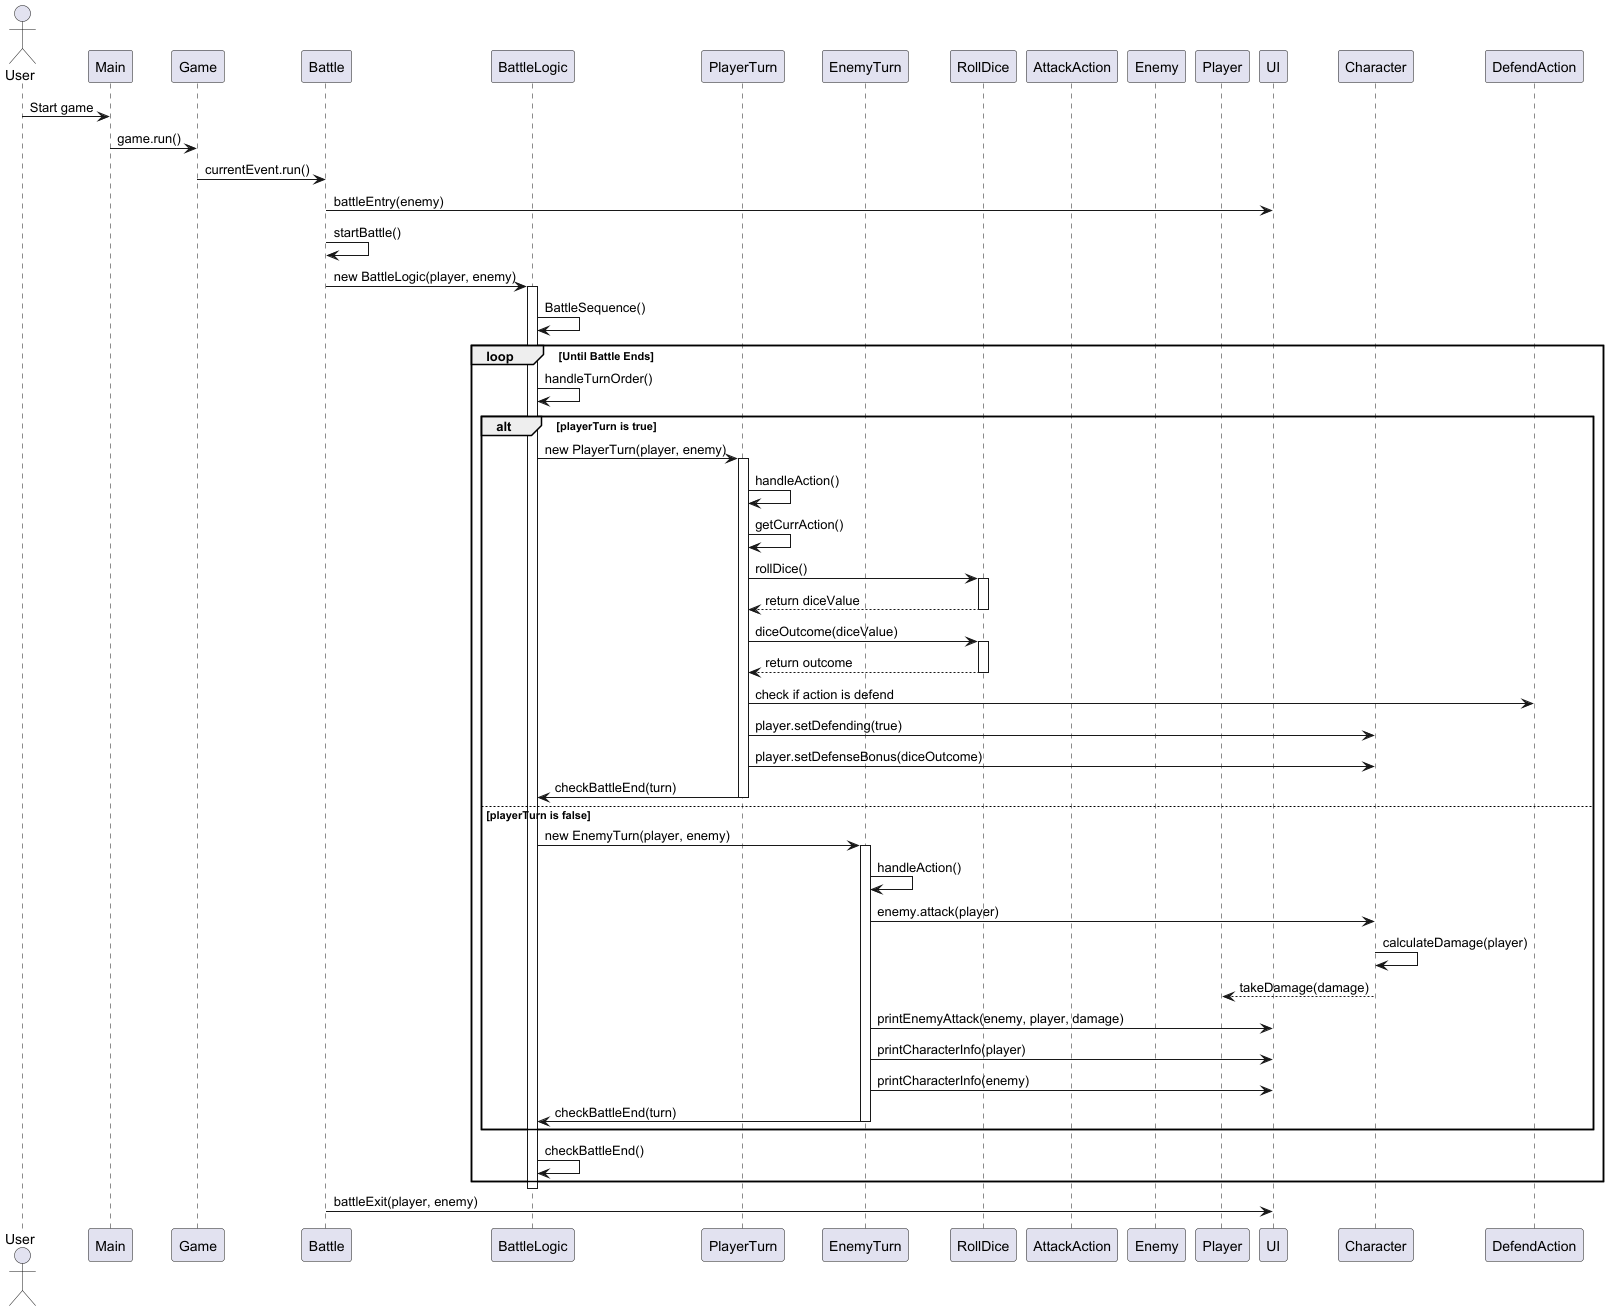 User
Main
Game
Battle
BattleLogic
PlayerTurn
EnemyTurn
RollDice
AttackAction
Enemy
Player
UI
Character
DefendAction
Start game
game.run()
currentEvent.run()
battleEntry(enemy)
startBattle()
new BattleLogic(player, enemy)
BattleSequence()
loop
[Until Battle Ends]
handleTurnOrder()
alt
[playerTurn is true]
new PlayerTurn(player, enemy)
handleAction()
getCurrAction()
rollDice()
return diceValue
diceOutcome(diceValue)
return outcome
check if action is defend
player.setDefending(true)
player.setDefenseBonus(diceOutcome)
checkBattleEnd(turn)
[playerTurn is false]
new EnemyTurn(player, enemy)
handleAction()
enemy.attack(player)
calculateDamage(player)
takeDamage(damage)
printEnemyAttack(enemy, player, damage)
printCharacterInfo(player)
printCharacterInfo(enemy)
checkBattleEnd(turn)
checkBattleEnd()
battleExit(player, enemy)
User
Main
Game
Battle
BattleLogic
PlayerTurn
EnemyTurn
RollDice
AttackAction
Enemy
Player
UI
Character
DefendAction